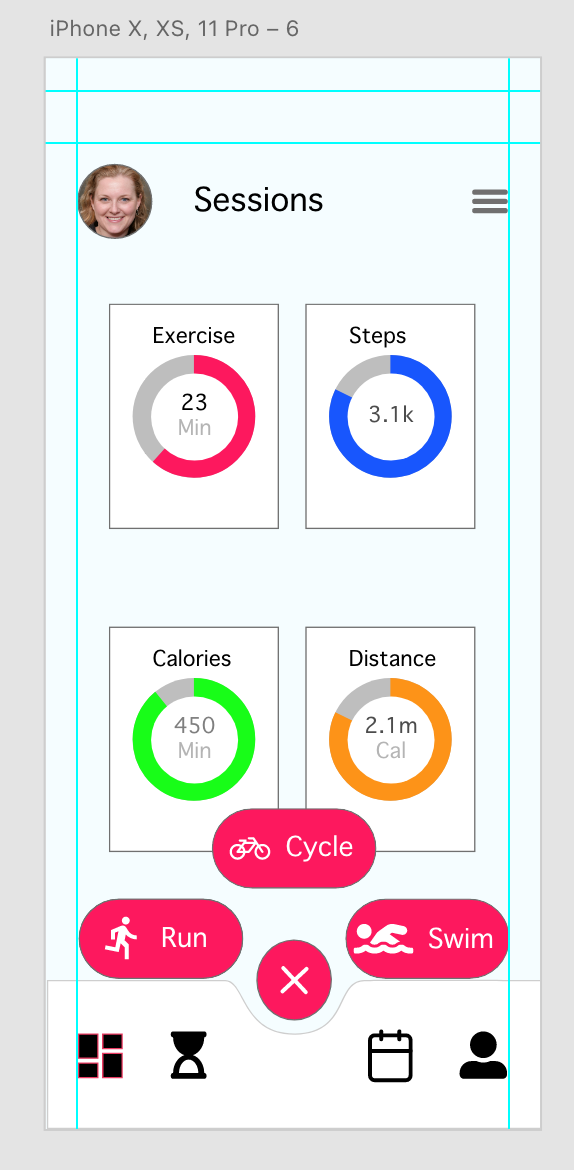 iPhone X, XS, 11 Pro – 6
Sessions
Exercise
23
Min
Steps
3.1k
Calories
450
Min
Distance
2.1m
Cal
Cycle
Run
Swim